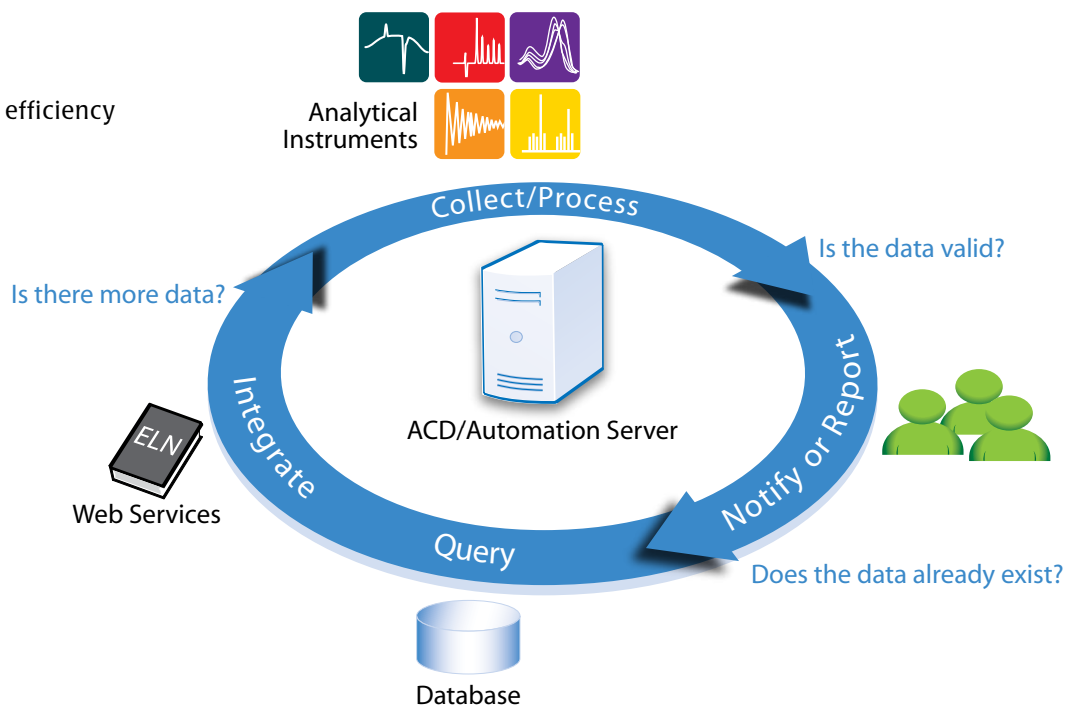 efficiency
Analytical
Instruments
Collect/Process
Is the data valid?
Is there more data?
Notify or Report
ACD/Automation Server
Integrate
ELN
Web Services
Query
Does the data already exist?
Database